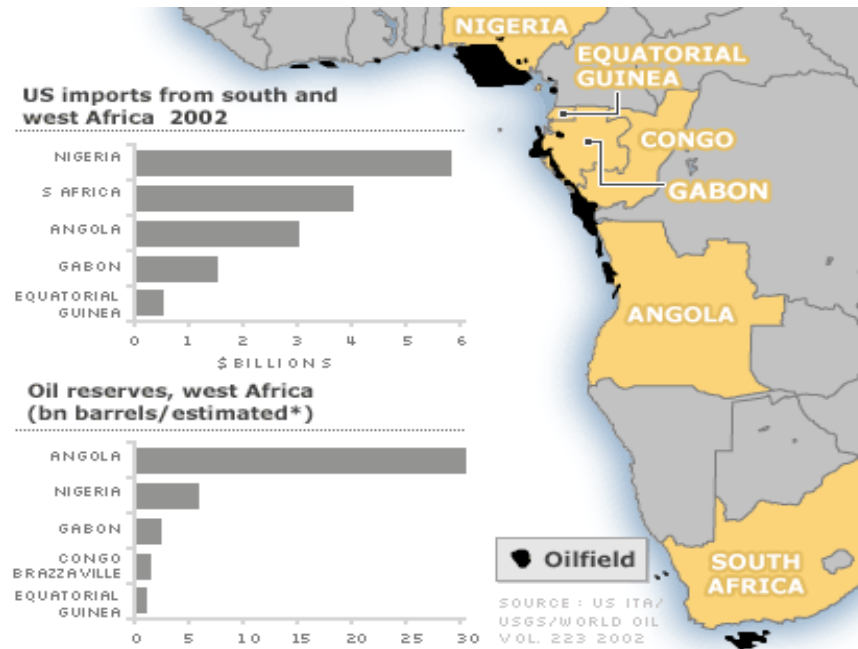 NIGERIA
EQUATORIAL
GUINEA
CONGO
GABON
ANGOLA
SOUTH
AFRICA
US imports from south and
west Africa 2002
NIGERIA
S AFRICA
ANGOLA
GABON
EQUATORIAL
GUINEA
0 1 2 3 4 5 6
$ BILLIONS
Oil reserves, west Africa
(bn barrels/estimated*)
ANGOLA
NIGERIA
GABON
CONGO
BRAZZAVILLE
EQUATORIAL
GUINEA
0 5 10 15 20 25 30
Oilfield
SOURCE : US ITA/
USGS/WORLD OIL
VOL. 223 2002